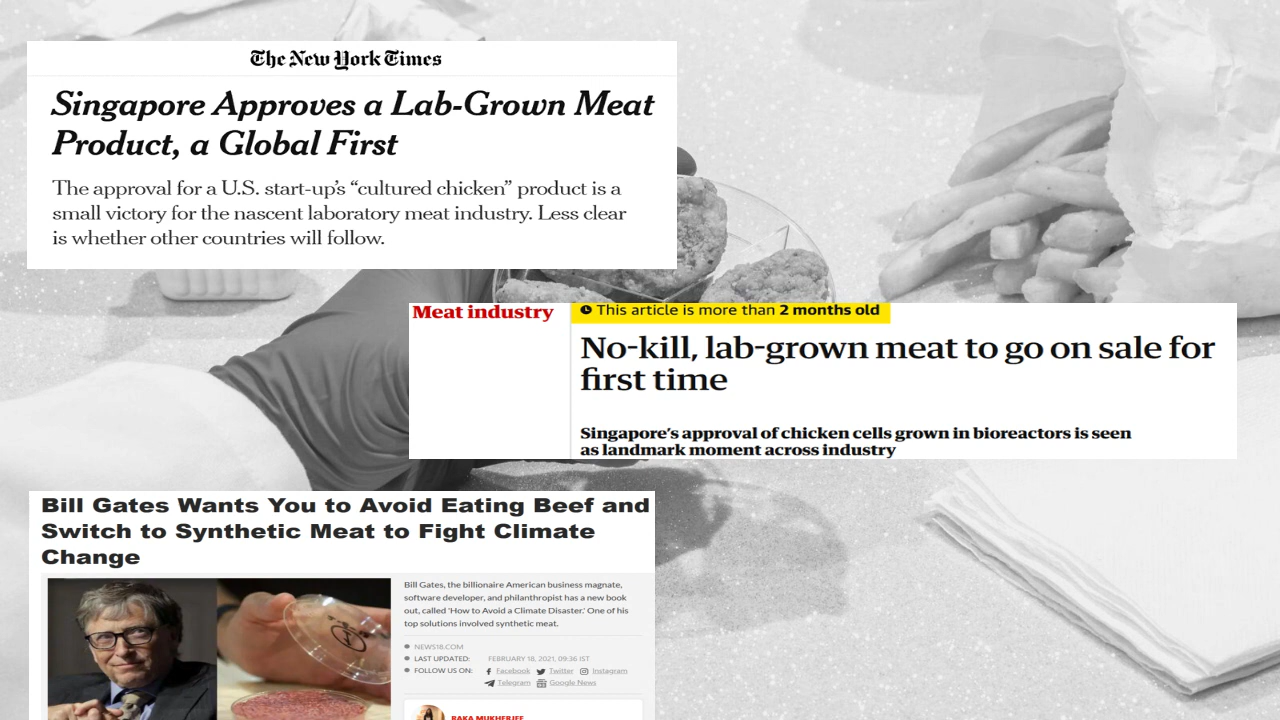 The New York Times
Singapore Approves a Lab-Grown Meat
Product, a Global First
The approval for a U.S. start-up's “cultured chicken” product is a
small victory for the nascent laboratory meat industry. Less clear
is whether other countries will follow.
Meat industry
This article is more than 2 months old
No-kill, lab-grown meat to go on sale for
first time
Singapore's approval of chicken cells grown in bioreactors is seen
as landmark moment across industry
Bill Gates Wants You to Avoid Eating Beef and
Switch to Synthetic Meat to Fight Climate
Change
Bill Gates, the billionaire American business magnate,
software developer, and philanthropist has a new book
out, called 'How to Avoid a Climate Disaster.' One of his
top solutions involved synthetic meat.
NEWS18.COM
LAST UPDATED: FEBRUARY 18, 2021, 09:36 IST
FOLLOW US ON: Facebook Twitter Instagram
Telegram Google News
RAKA MUKHERJEE